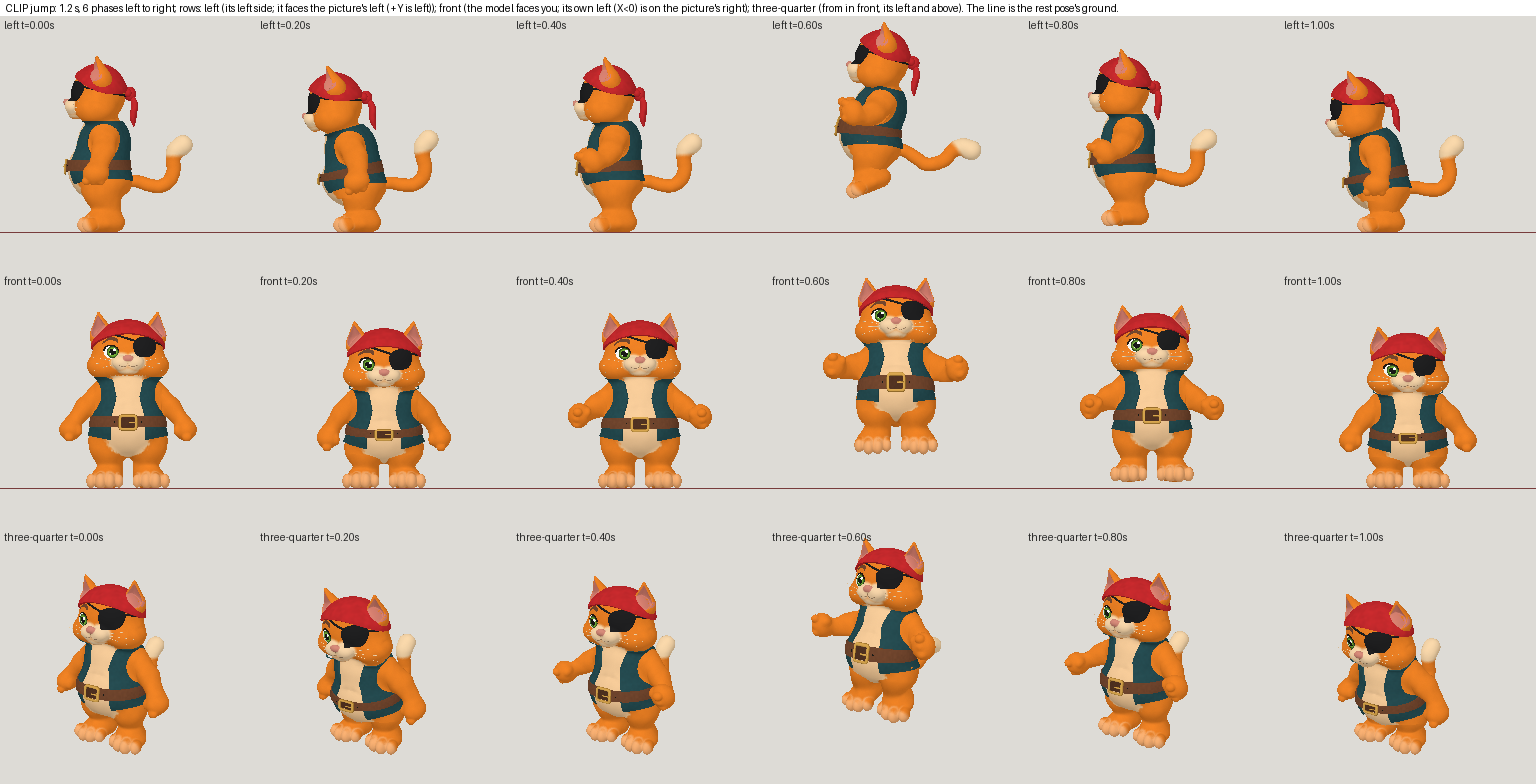 CLIP jump: 1.2 s, 6 phases left to right; rows: left (its left side; it faces the picture's left (+Y is left)); front (the model faces you; its own left (X<0) is on the picture's right); three-quarter (from in front, its left and above). The line is the rest pose's ground.
left t=0.00s
left t=0.20s
left t=0.40s
left t=0.60s
left t=0.80s
left t=1.00s
front t=0.00s
front t=0.20s
front t=0.40s
front t=0.60s
front t=0.80s
front t=1.00s
three-quarter t=0.00s
three-quarter t=0.20s
three-quarter t=0.40s
three-quarter t=0.60s
three-quarter t=0.80s
three-quarter t=1.00s